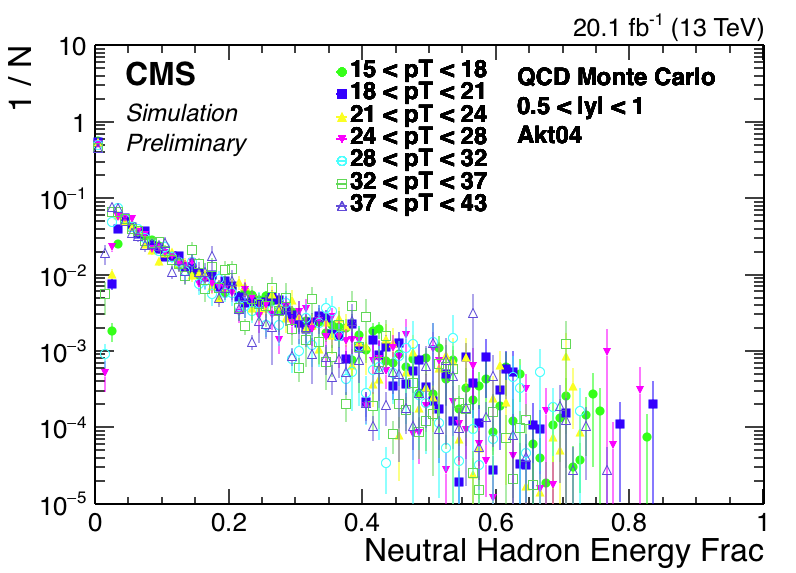 20.1 fb⁻¹ (13 TeV)
1 / N
CMS
Simulation
Preliminary
15 < pT < 18
18 < pT < 21
21 < pT < 24
24 < pT < 28
28 < pT < 32
32 < pT < 37
37 < pT < 43
QCD Monte Carlo
0.5 < lyl < 1
Akt04
10
1
10⁻¹
10⁻²
10⁻³
10⁻⁴
10⁻⁵
0 0.2 0.4 0.6 0.8 1
Neutral Hadron Energy Frac